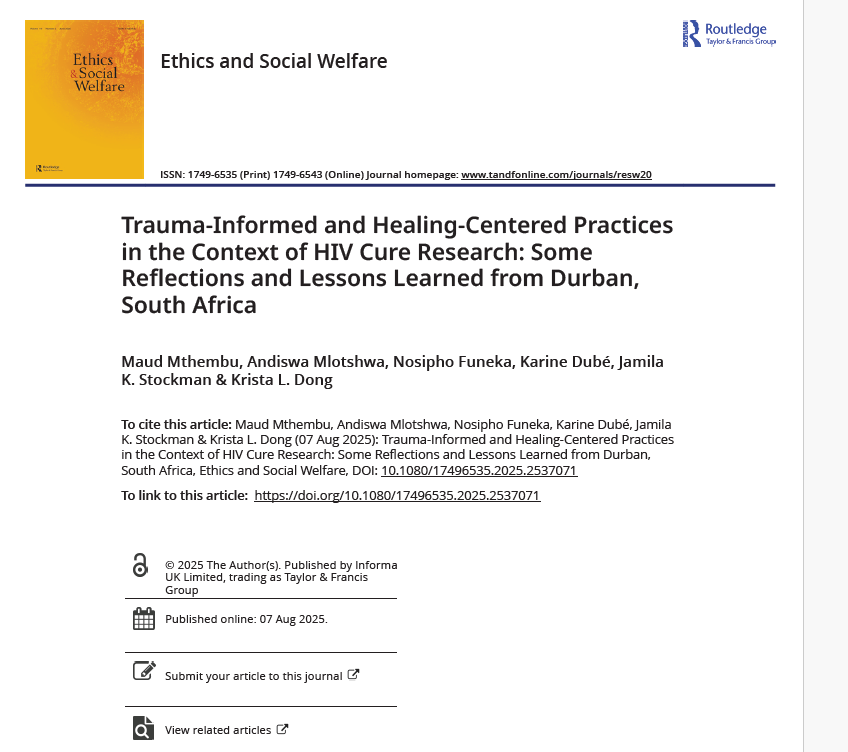 Ethics
& Social
Welfare
Routledge
Ethics and Social Welfare
Routledge
Taylor & Francis Group
ISSN: 1749-6535 (Print) 1749-6543 (Online) Journal homepage: www.tandfonline.com/journals/resw20
Trauma-Informed and Healing-Centered Practices
in the Context of HIV Cure Research: Some
Reflections and Lessons Learned from Durban,
South Africa
Maud Mthembu, Andiswa Mlotshwa, Nosipho Funeka, Karine Dubé, Jamila
K. Stockman & Krista L. Dong
To cite this article: Maud Mthembu, Andiswa Mlotshwa, Nosipho Funeka, Karine Dubé, Jamila
K. Stockman & Krista L. Dong (07 Aug 2025): Trauma-Informed and Healing-Centered Practices
in the Context of HIV Cure Research: Some Reflections and Lessons Learned from Durban,
South Africa, Ethics and Social Welfare, DOI: 10.1080/17496535.2025.2537071
To link to this article: https://doi.org/10.1080/17496535.2025.2537071
© 2025 The Author(s). Published by Informa
UK Limited, trading as Taylor & Francis
Group
Published online: 07 Aug 2025.
Submit your article to this journal
View related articles